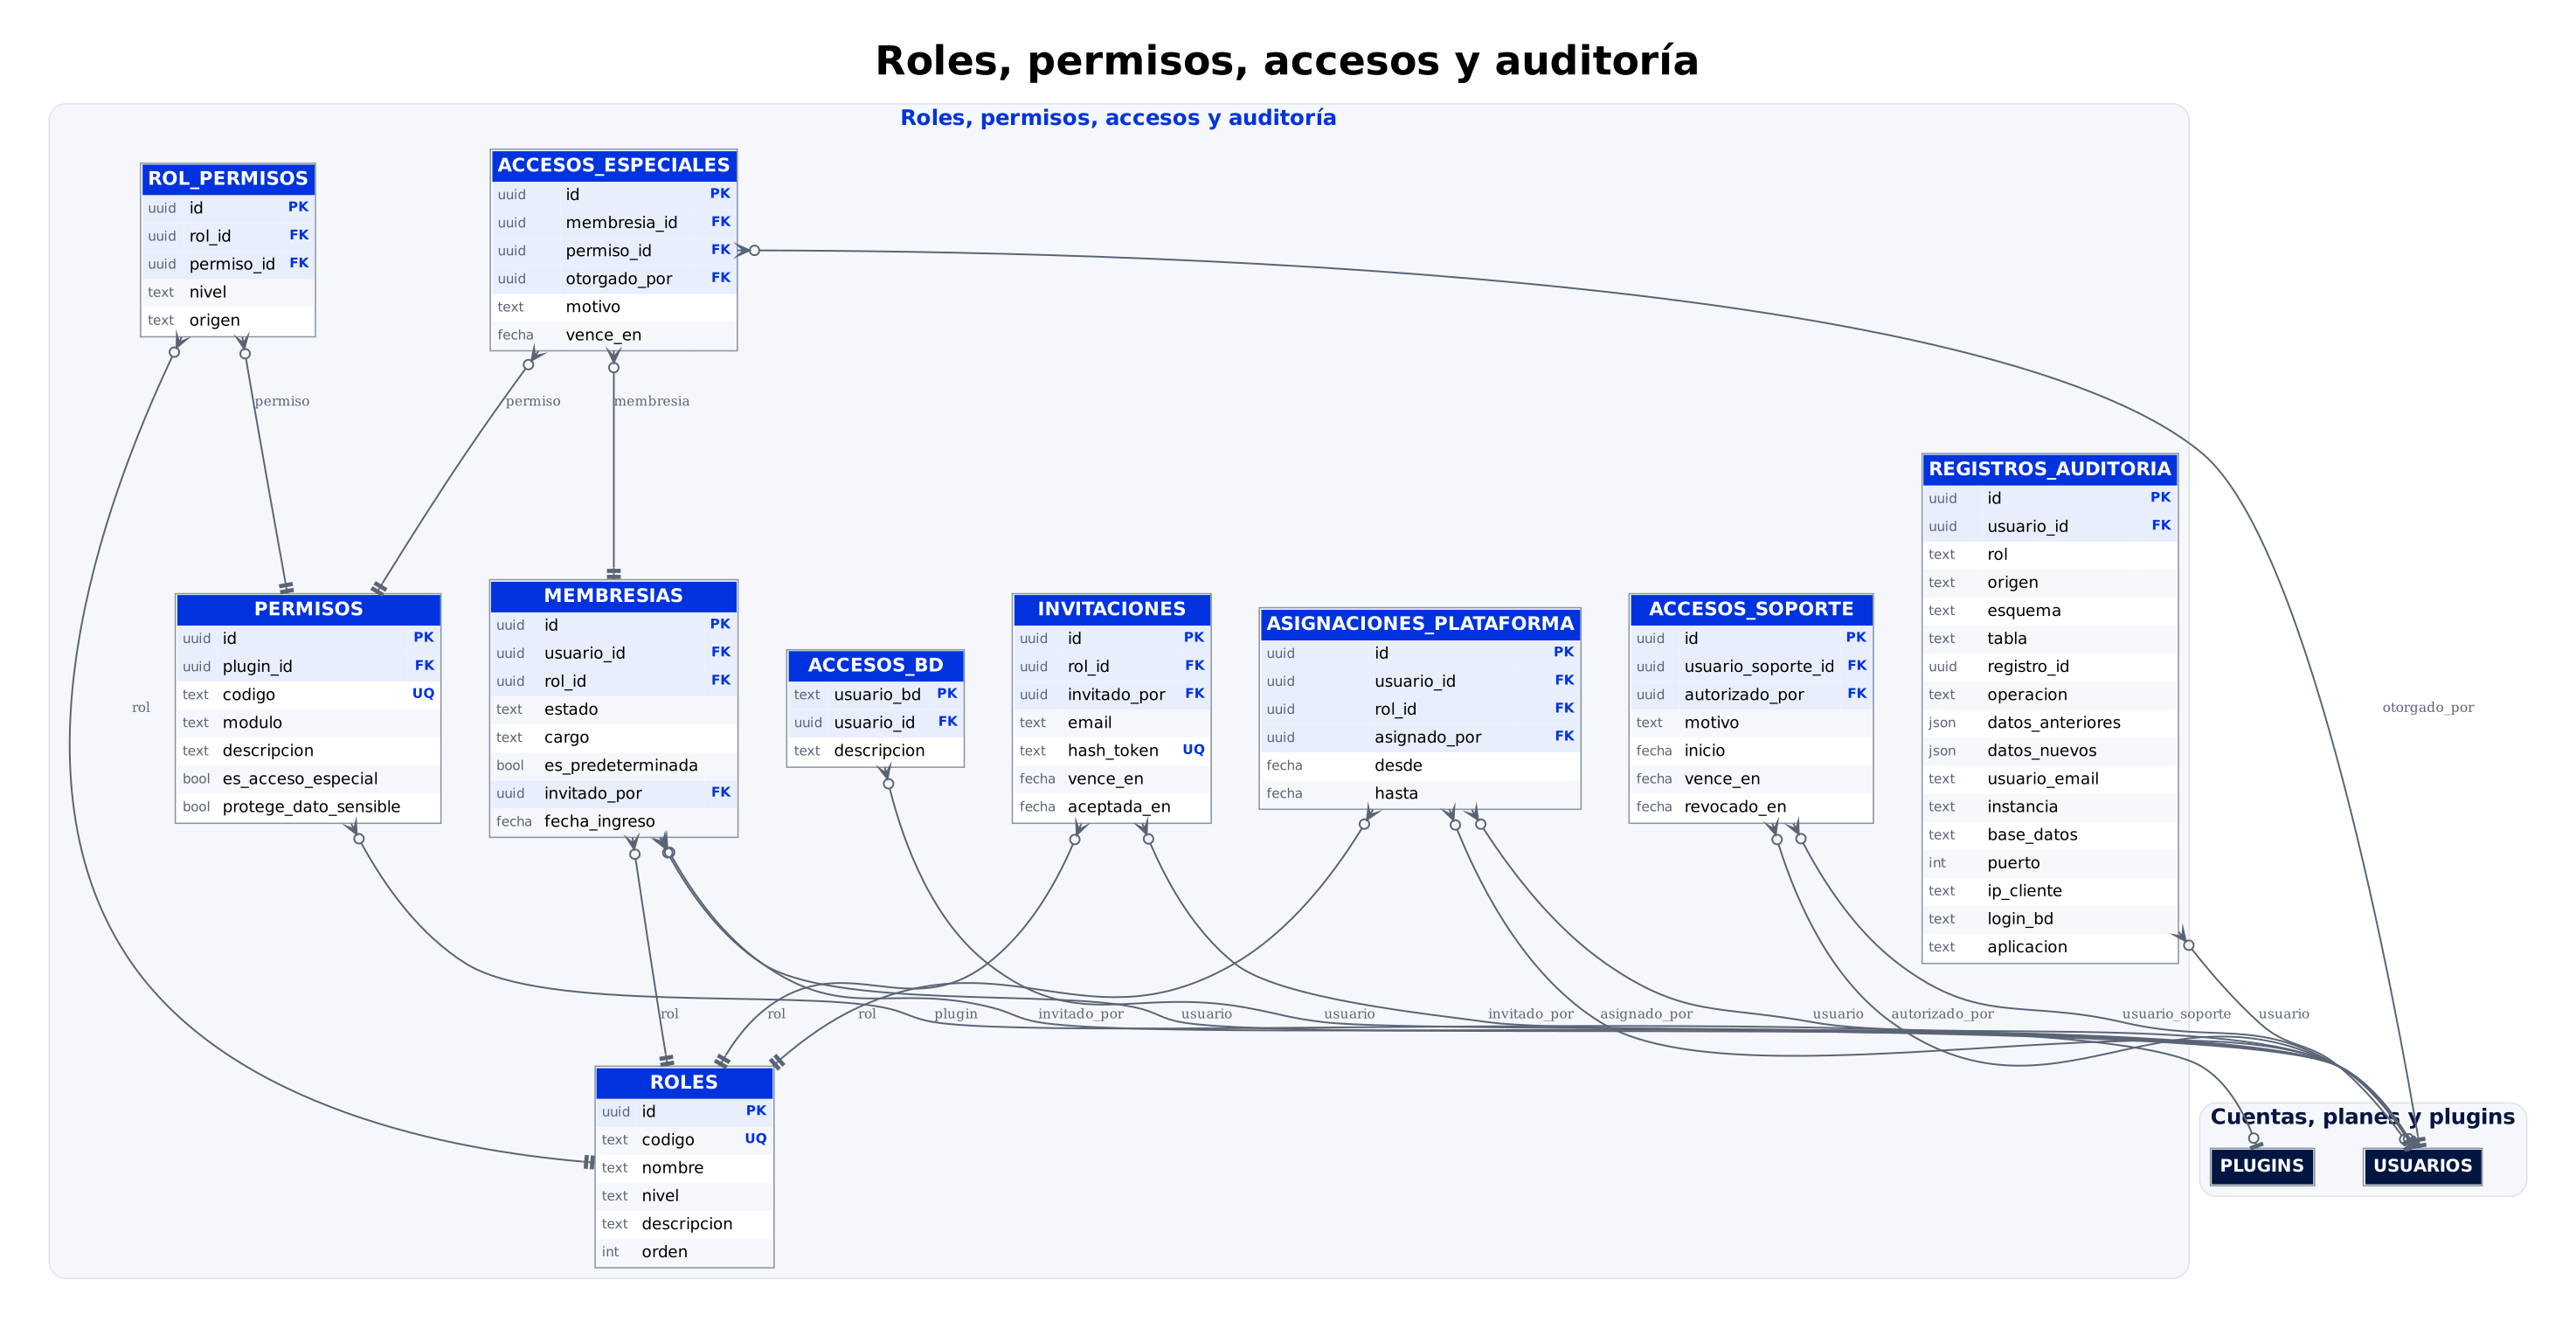 Roles, permisos, accesos y auditoría
Roles, permisos, accesos y auditoría
ROL_PERMISOS
uuid id PK
uuid rol_id FK
uuid permiso_id FK
text nivel
text origen
ACCESOS_ESPECIALES
uuid id PK
uuid membresia_id FK
uuid permiso_id FK
uuid otorgado_por FK
text motivo
fecha vence_en
permiso
permiso
membresia
rol
otorgado_por
PERMISOS
uuid id PK
uuid plugin_id FK
text codigo UQ
text modulo
text descripcion
bool es_acceso_especial
bool protege_dato_sensible
MEMBRESIAS
uuid id PK
uuid usuario_id FK
uuid rol_id FK
text estado
text cargo
bool es_predeterminada
uuid invitado_por FK
fecha fecha_ingreso
ACCESOS_BD
text usuario_bd PK
uuid usuario_id FK
text descripcion
INVITACIONES
uuid id PK
uuid rol_id FK
uuid invitado_por FK
text email
text hash_token UQ
fecha vence_en
fecha aceptada_en
ASIGNACIONES_PLATAFORMA
uuid id PK
uuid usuario_id FK
uuid rol_id FK
uuid asignado_por FK
fecha desde
fecha hasta
ACCESOS_SOPORTE
uuid id PK
uuid usuario_soporte_id FK
uuid autorizado_por FK
text motivo
fecha inicio
fecha vence_en
fecha revocado_en
REGISTROS_AUDITORIA
uuid id PK
uuid usuario_id FK
text rol
text origen
text esquema
text tabla
uuid registro_id
text operacion
json datos_anteriores
json datos_nuevos
text usuario_email
text instancia
text base_datos
int puerto
text ip_cliente
text login_bd
text aplicacion
rol
rol
rol
plugin
invitado_por
usuario
usuario
invitado_por
asignado_por
usuario
autorizado_por
usuario_soporte
usuario
ROLES
uuid id PK
text codigo UQ
text nombre
text nivel
text descripcion
int orden
Cuentas, planes y plugins
PLUGINS
USUARIOS